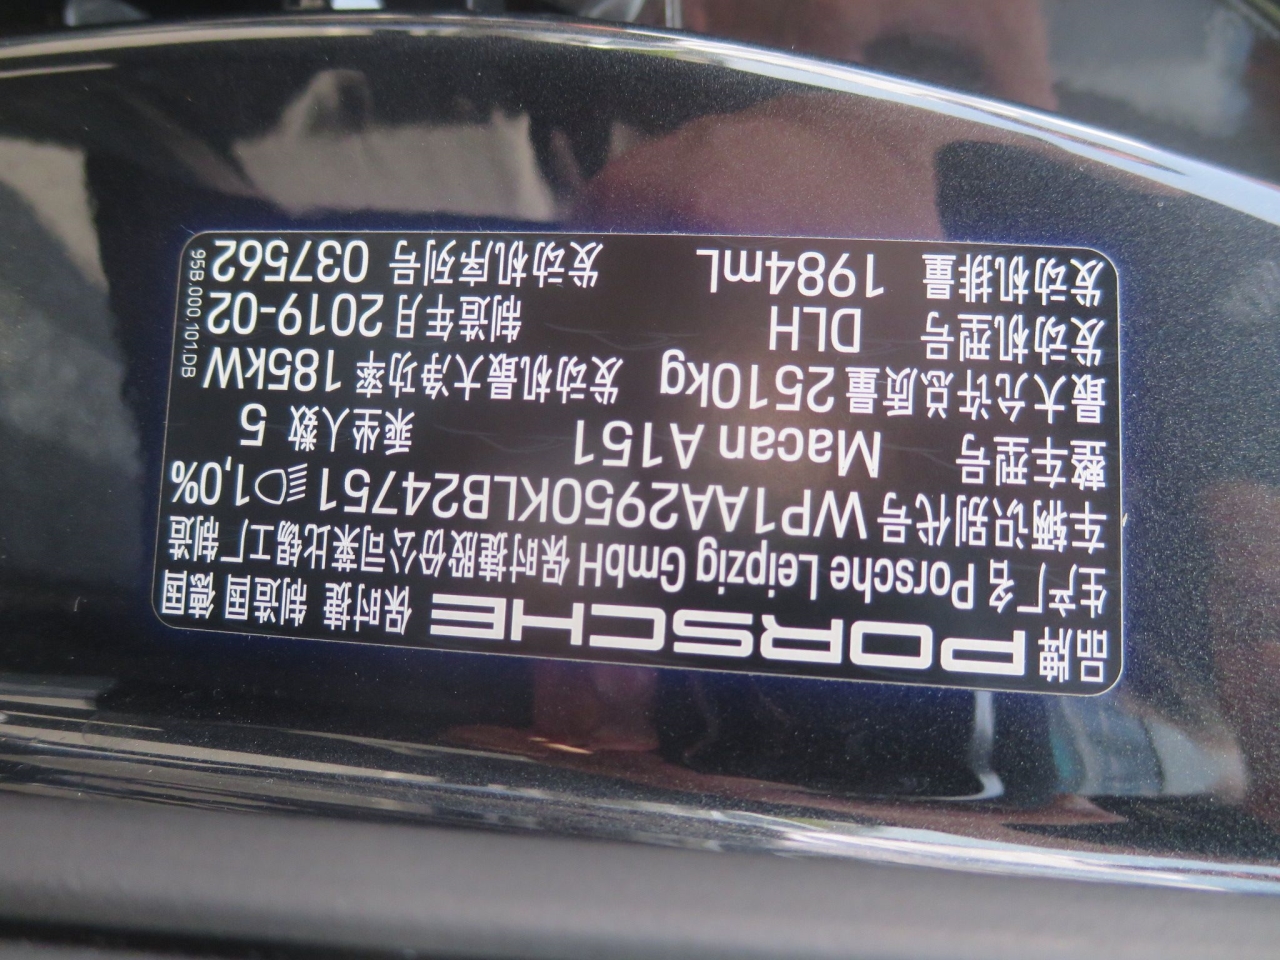 品牌 PORSCHE 保时捷 制造国 德国
生产厂名 Porsche Leipzig GmbH 保时捷股份公司莱比锡工厂制造
车辆识别代号 WP1AA2950KLB24751 1,0%
整车型号 Macan A151 乘坐人数 5
最大允许总质量 2510kg 发动机最大净功率 185kW
发动机型号 DLH 制造年月 2019-02
发动机排量 1984mL 发动机序列号 037562
95B.000.101.DB